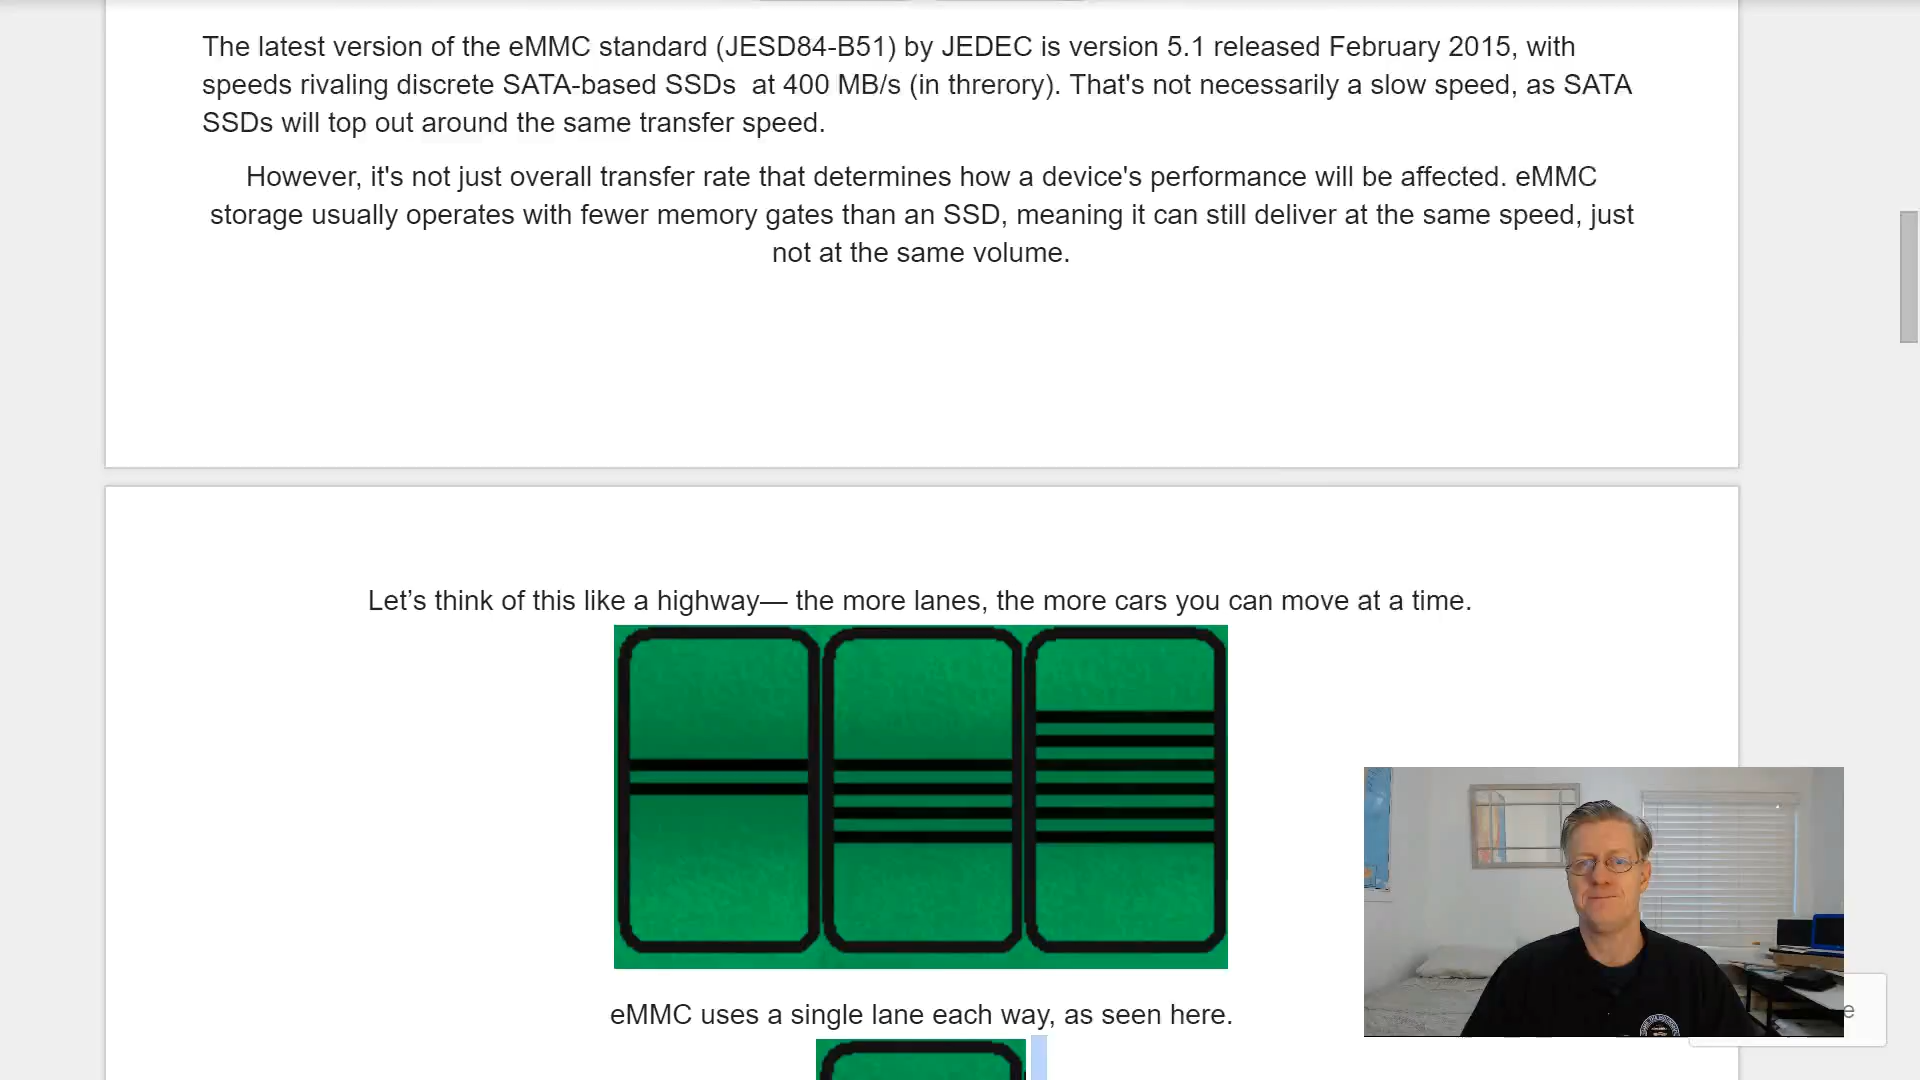 The latest version of the eMMC standard (JESD84-B51) by JEDEC is version 5.1 released February 2015, with
speeds rivaling discrete SATA-based SSDs  at 400 MB/s (in threrory). That's not necessarily a slow speed, as SATA
SSDs will top out around the same transfer speed.
However, it's not just overall transfer rate that determines how a device's performance will be affected. eMMC
storage usually operates with fewer memory gates than an SSD, meaning it can still deliver at the same speed, just
not at the same volume.
Let’s think of this like a highway— the more lanes, the more cars you can move at a time.
eMMC uses a single lane each way, as seen here.
e